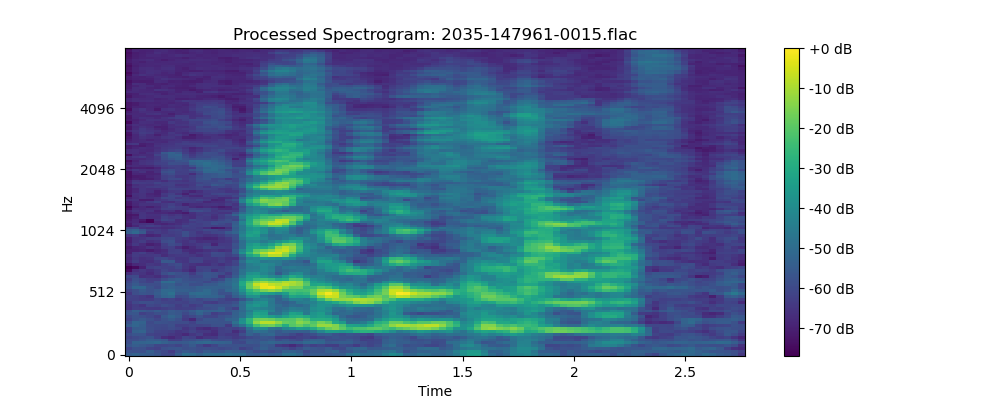 Processed Spectrogram: 2035-147961-0015.flac
+0 dB
-10 dB
-20 dB
-30 dB
-40 dB
-50 dB
-60 dB
-70 dB
Hz
4096
2048
1024
512
0
0 0.5 1 1.5 2 2.5
Time